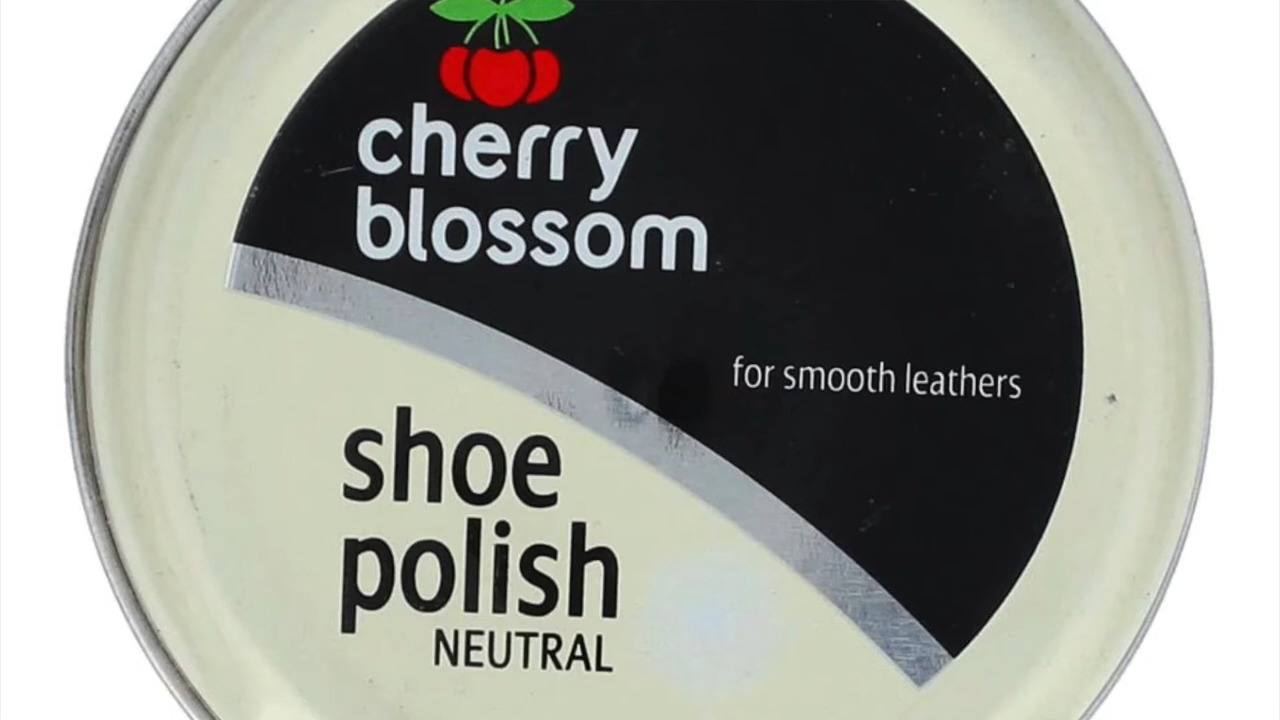 cherry
blossom
for smooth leathers
shoe
polish
NEUTRAL